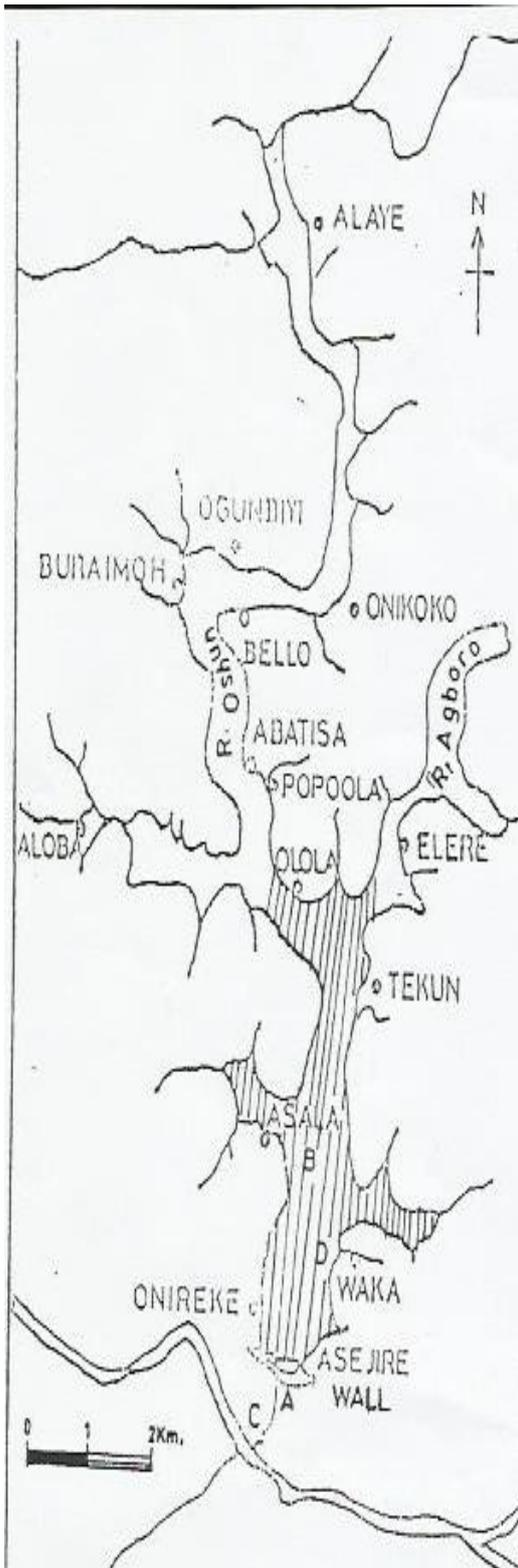 N
ALAYE
OGUNBIYI
BURAIMOH
ONIKOKO
BELLO
R. Oshun
R. Agboro
ABATISA
POPOOLA
ALOBA
OLOLA
ELERE
TEKUN
ASALA
B
D
ONIREKE
WAKA
ASEJIRE
WALL
A
C
0 1 2Km.